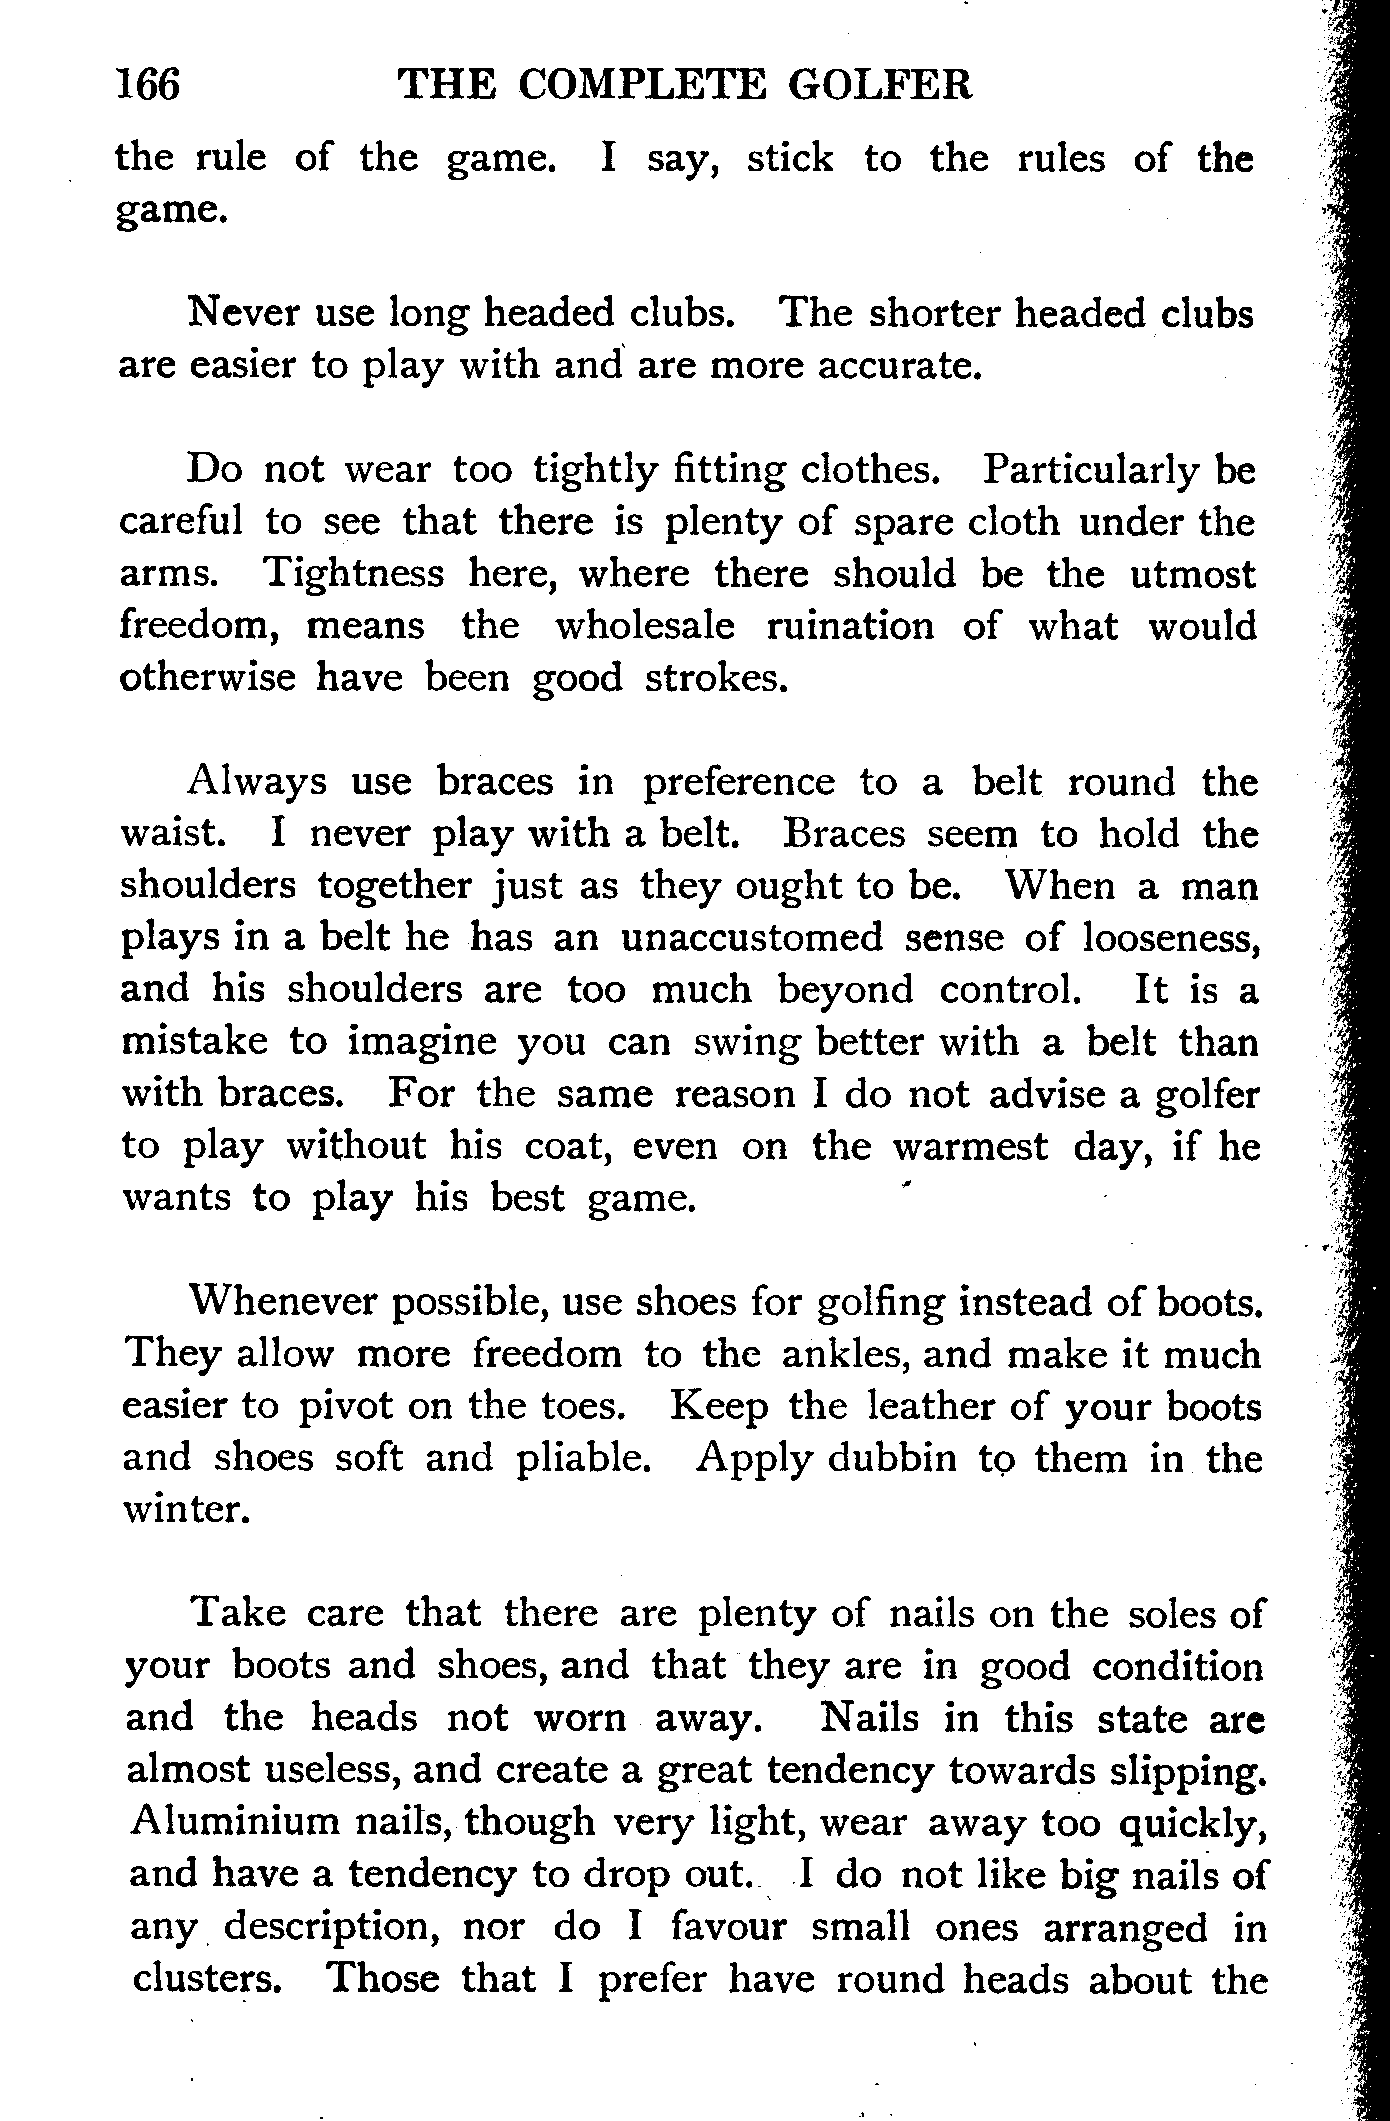 166 THE COMPLETE GOLFER
the rule of the game. I say, stick to the rules of the
game.
Never use long headed clubs. The shorter headed clubs
are easier to play with and are more accurate.
Do not wear too tightly fitting clothes. Particularly be
careful to see that there is plenty of spare cloth under the
arms. Tightness here, where there should be the utmost
freedom, means the wholesale ruination of what would
otherwise have been good strokes.
Always use braces in preference to a belt round the
waist. I never play with a belt. Braces seem to hold the
shoulders together just as they ought to be. When a man
plays in a belt he has an unaccustomed sense of looseness,
and his shoulders are too much beyond control. It is a
mistake to imagine you can swing better with a belt than
with braces. For the same reason I do not advise a golfer
to play without his coat, even on the warmest day, if he
wants to play his best game.
Whenever possible, use shoes for golfing instead of boots.
They allow more freedom to the ankles, and make it much
easier to pivot on the toes. Keep the leather of your boots
and shoes soft and pliable. Apply dubbin to them in the
winter.
Take care that there are plenty of nails on the soles of
your boots and shoes, and that they are in good condition
and the heads not worn away. Nails in this state are
almost useless, and create a great tendency towards slipping.
Aluminium nails, though very light, wear away too quickly,
and have a tendency to drop out. I do not like big nails of
any description, nor do I favour small ones arranged in
clusters. Those that I prefer have round heads about the